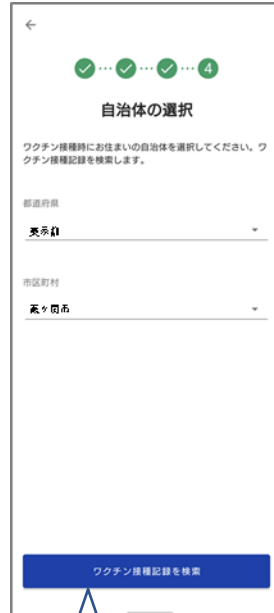 4
自治体の選択
ワクチン接種時にお住まいの自治体を選択してください。ワ
クチン接種記録を検索します。
都道府県
市区町村
ワクチン接種記録を検索